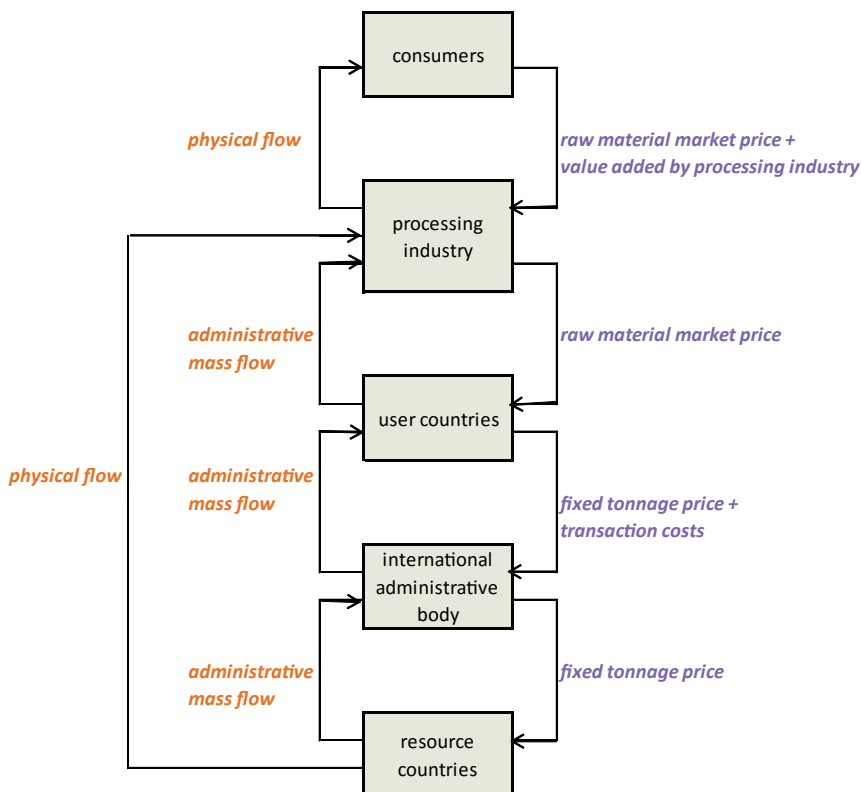 consumers
physical flow
raw material market price +
value added by processing industry
processing
industry
administrative
mass flow
raw material market price
user countries
physical flow
administrative
mass flow
fixed tonnage price +
transaction costs
international
administrative
body
administrative
mass flow
fixed tonnage price
resource
countries